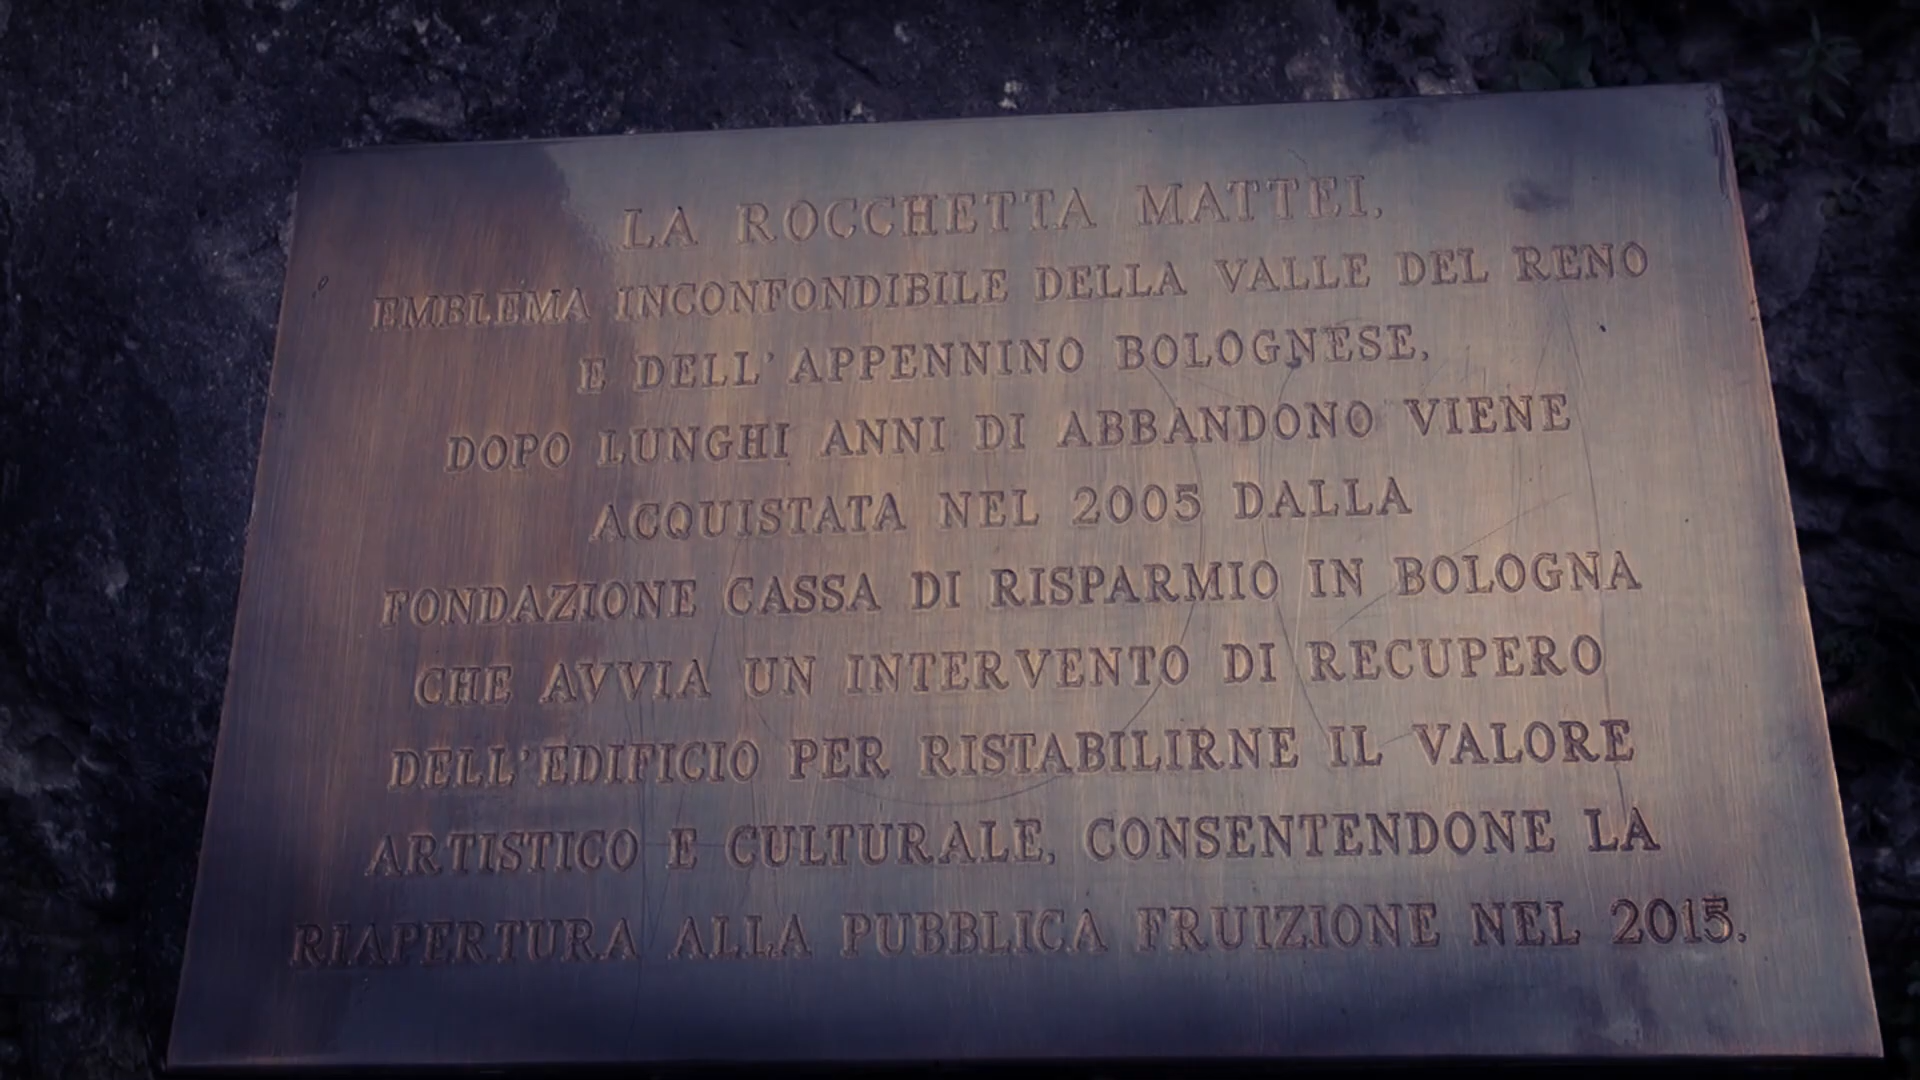 LA ROCCHETTA MATTEI,
EMBLEMA INCONFONDIBILE DELLA VALLE DEL RENO
E DELL'APPENNINO BOLOGNESE,
DOPO LUNGHI ANNI DI ABBANDONO VIENE
ACQUISTATA NEL 2005 DALLA
FONDAZIONE CASSA DI RISPARMIO IN BOLOGNA
CHE AVVIA UN INTERVENTO DI RECUPERO
DELL'EDIFICIO PER RISTABILIRNE IL VALORE
ARTISTICO E CULTURALE, CONSENTENDONE LA
RIAPERTURA ALLA PUBBLICA FRUIZIONE NEL 2015.